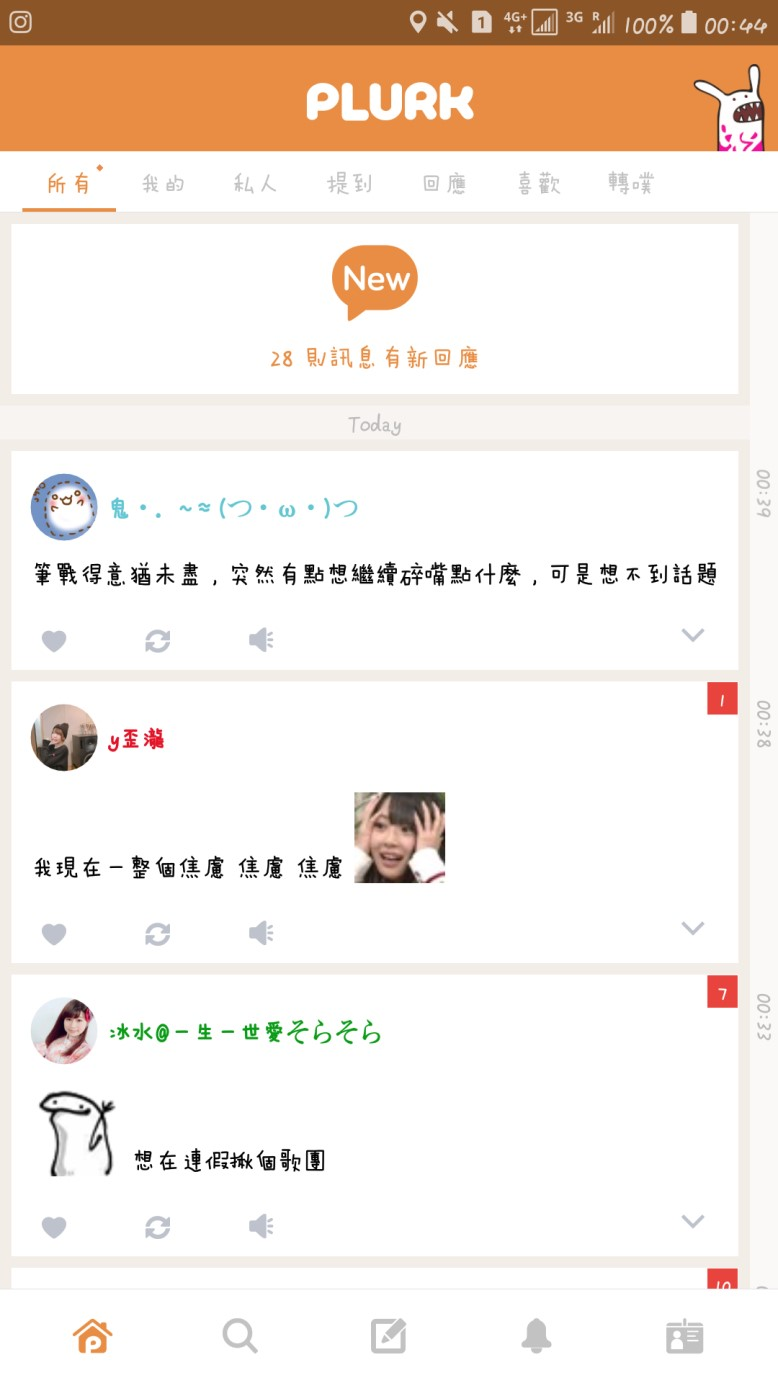 1 4G+ 3G R 100% 00:44
PLURK
所有 我的 私人 提到 回應 喜歡 轉噗
New
28 則訊息有新回應
Today
00:39
鬼・．～≈(つ・ω・)つ
筆戰得意猶未盡，突然有點想繼續碎嘴點什麼，可是想不到話題
1
00:38
y歪瀧
我現在一整個焦慮 焦慮 焦慮
7
00:33
冰水@一生一世愛そらそら
想在連假揪個歌團
10